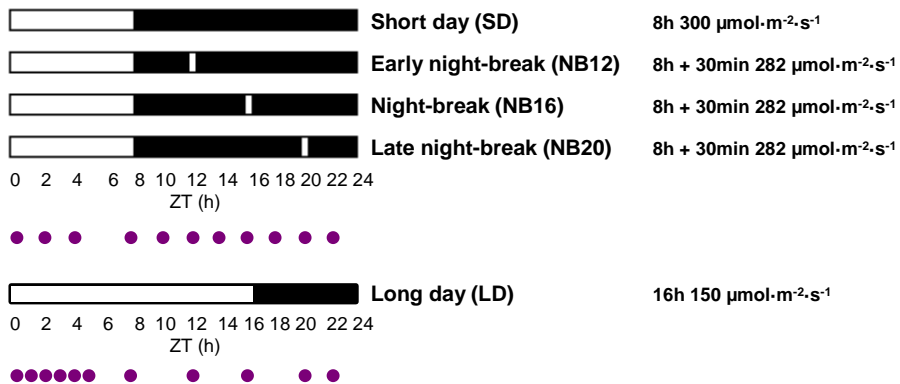 Short day (SD) 8h 300 µmol·m-2·s-1
Early night-break (NB12) 8h + 30min 282 µmol·m-2·s-1
Night-break (NB16) 8h + 30min 282 µmol·m-2·s-1
Late night-break (NB20) 8h + 30min 282 µmol·m-2·s-1
0 2 4 6 8 10 12 14 16 18 20 22 24
ZT (h)
Long day (LD) 16h 150 µmol·m-2·s-1
0 2 4 6 8 10 12 14 16 18 20 22 24
ZT (h)